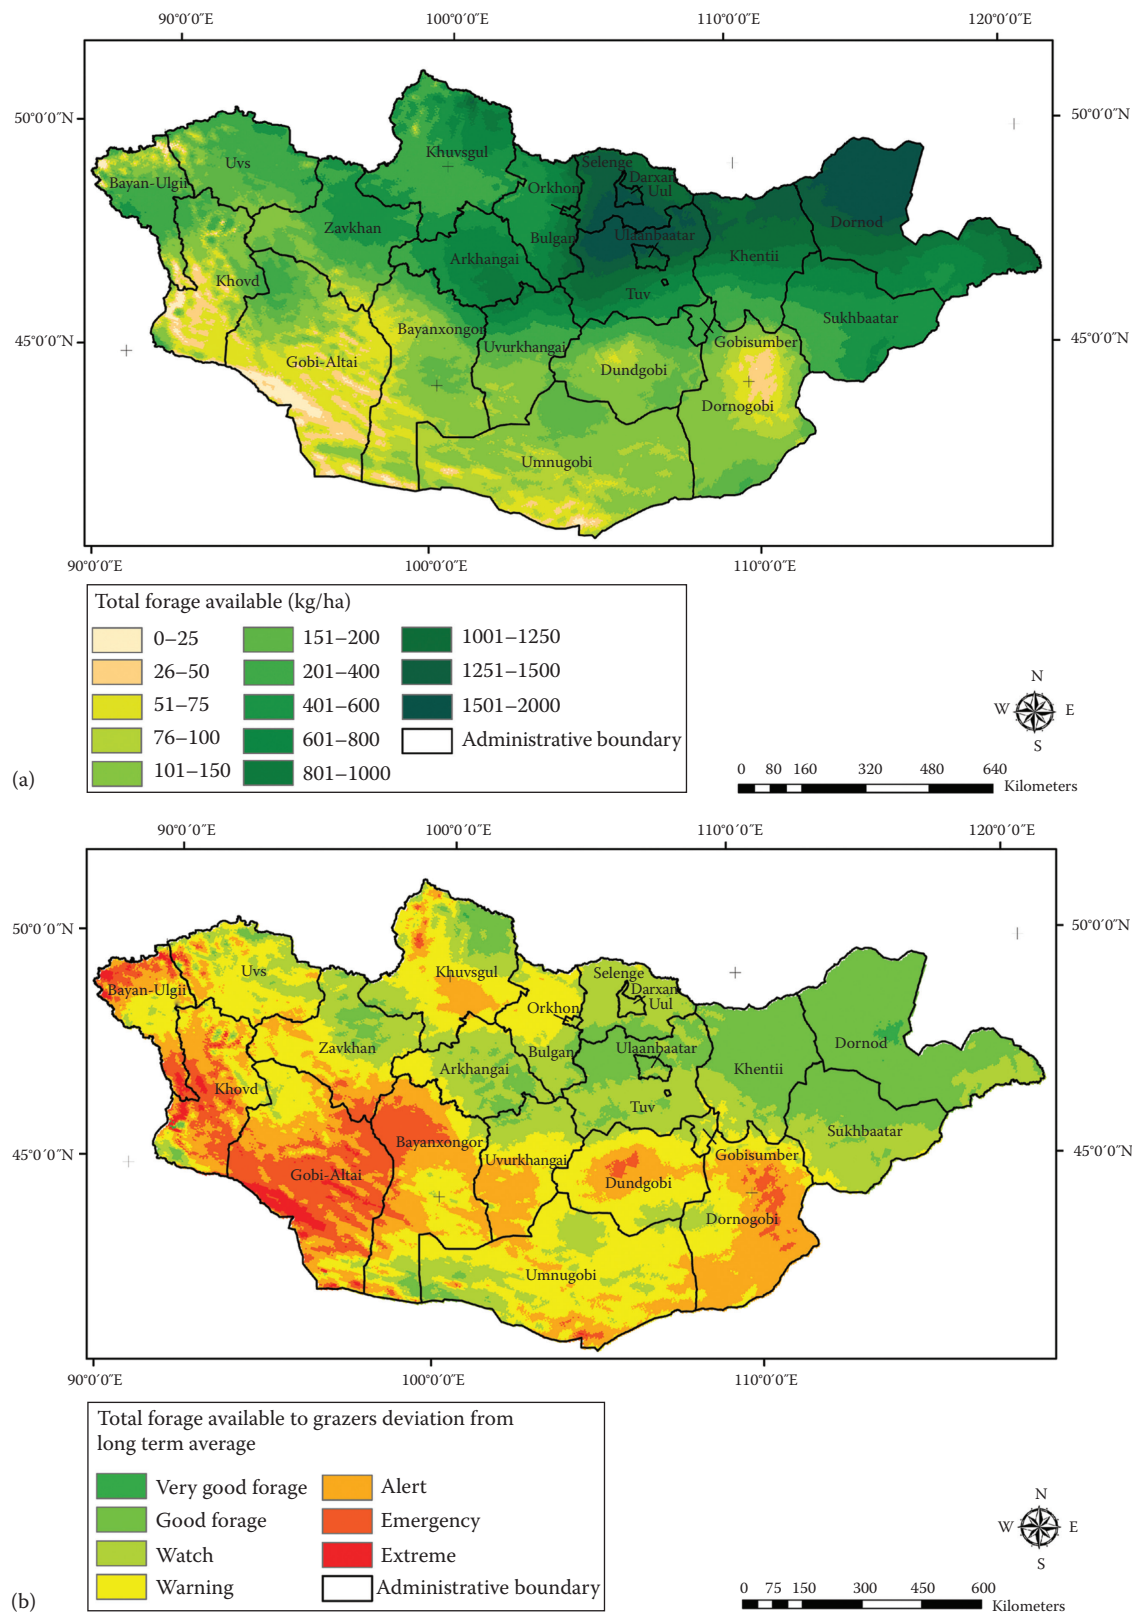 90°0′0″E 100°0′0″E 110°0′0″E 120°0′0″E
50°0′0″N 50°0′0″N
Khuvsgul
Uvs
Selenge
Darxan
Uul
Bayan-Ulgii
Orkhon
Zavkhan
Bulgan
Ulaanbaatar
Dornod
Arkhangai
Khentii
Khovd
Tuv
Sukhbaatar
Bayanxongor
45°0′0″N 45°0′0″N
Uvurkhangai
Gobisumber
Gobi-Altai
Dundgobi
Dornogobi
Umnugobi
90°0′0″E 100°0′0″E 110°0′0″E
Total forage available (kg/ha)
0–25 151–200 1001–1250
26–50 201–400 1251–1500
51–75 401–600 1501–2000
76–100 601–800 Administrative boundary
101–150 801–1000
N
W E
S
0 80 160 320 480 640
Kilometers
(a)
90°0′0″E 100°0′0″E 110°0′0″E 120°0′0″E
50°0′0″N 50°0′0″N
Khuvsgul
Uvs
Selenge
Darxan
Uul
Bayan-Ulgii
Orkhon
Zavkhan
Bulgan
Ulaanbaatar
Dornod
Arkhangai
Khentii
Khovd
Tuv
Sukhbaatar
Bayanxongor
45°0′0″N 45°0′0″N
Uvurkhangai
Gobisumber
Gobi-Altai
Dundgobi
Dornogobi
Umnugobi
90°0′0″E 100°0′0″E 110°0′0″E
Total forage available to grazers deviation from
long term average
Very good forage Alert
Good forage Emergency
Watch Extreme
Warning Administrative boundary
N
W E
S
0 75 150 300 450 600
Kilometers
(b)